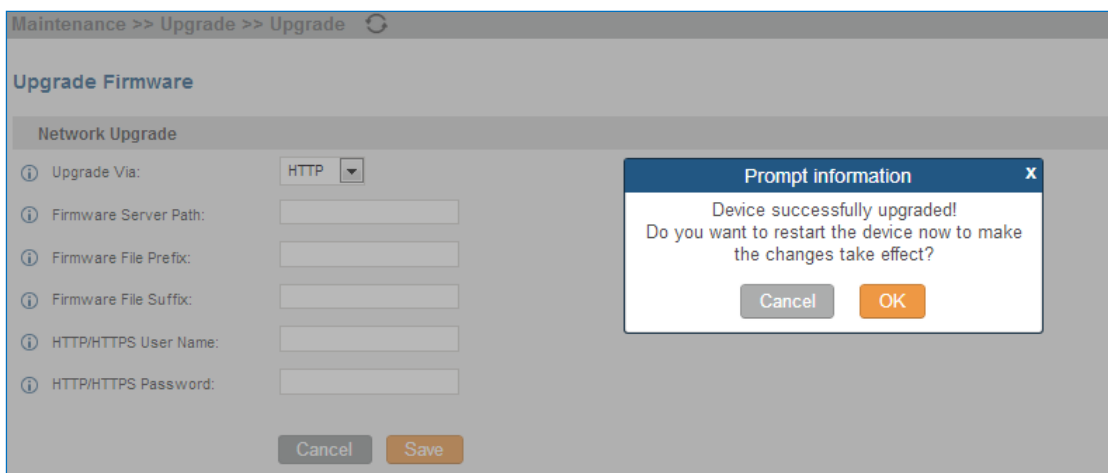 Maintenance >> Upgrade >> Upgrade
Upgrade Firmware
Network Upgrade
Upgrade Via:
HTTP
Firmware Server Path:
Firmware File Prefix:
Firmware File Suffix:
HTTP/HTTPS User Name:
HTTP/HTTPS Password:
Cancel
Save
Prompt information
x
Device successfully upgraded!
Do you want to restart the device now to make
the changes take effect?
Cancel
OK